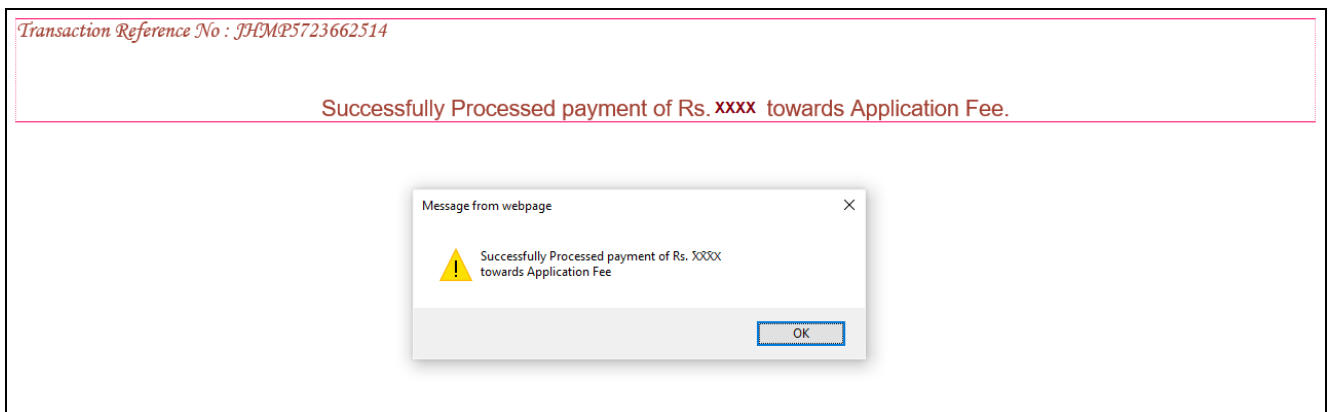 Transaction Reference No : JHMP5723662514
Successfully Processed payment of Rs. XXXX towards Application Fee.
Message from webpage
Successfully Processed payment of Rs. XXXX
towards Application Fee
OK